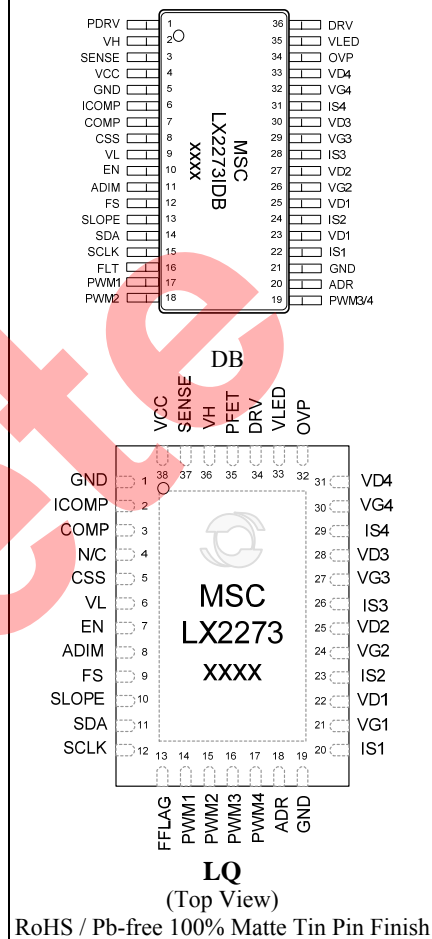 PDRV 1 36 DRV
VH 2 35 VLED
SENSE 3 34 OVP
VCC 4 33 VD4
GND 5 32 VG4
ICOMP 6 31 IS4
COMP 7 30 VD3
CSS 8 29 VG3
VL 9 28 IS3
EN 10 27 VD2
ADIM 11 26 VG2
FS 12 25 VD1
SLOPE 13 24 IS2
SDA 14 23 VD1
SCLK 15 22 IS1
FLT 16 21 GND
PWM1 17 20 ADR
PWM2 18 19 PWM3/4
MSC
LX2273IDB
xxxx
DB
VCC SENSE VH PFET DRV VLED OVP
38 37 36 35 34 33 32
GND 1 31 VD4
ICOMP 2 30 VG4
COMP 3 29 IS4
N/C 4 28 VD3
CSS 5 27 VG3
VL 6 26 IS3
EN 7 25 VD2
ADIM 8 24 VG2
FS 9 23 IS2
SLOPE 10 22 VD1
SDA 11 21 VG1
SCLK 12 20 IS1
MSC
LX2273
xxxx
13 14 15 16 17 18 19
FFLAG PWM1 PWM2 PWM3 PWM4 ADR GND
LQ
(Top View)
RoHS / Pb-free 100% Matte Tin Pin Finish
ete